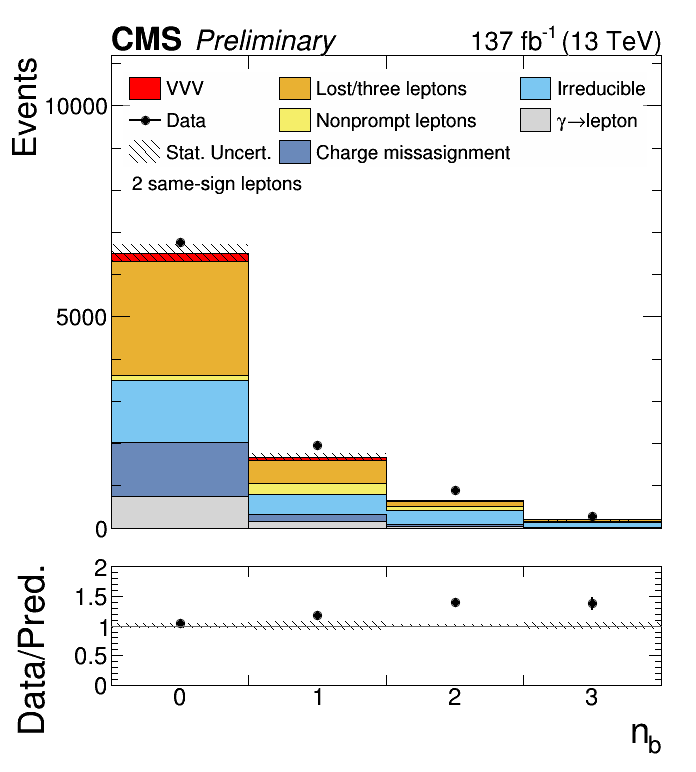 CMS Preliminary 137 fb-1 (13 TeV)
Events
10000
5000
0
VVV Lost/three leptons Irreducible
Data Nonprompt leptons γ→lepton
Stat. Uncert. Charge missasignment
2 same-sign leptons
Data/Pred.
2
1.5
1
0.5
0
0 1 2 3
nb